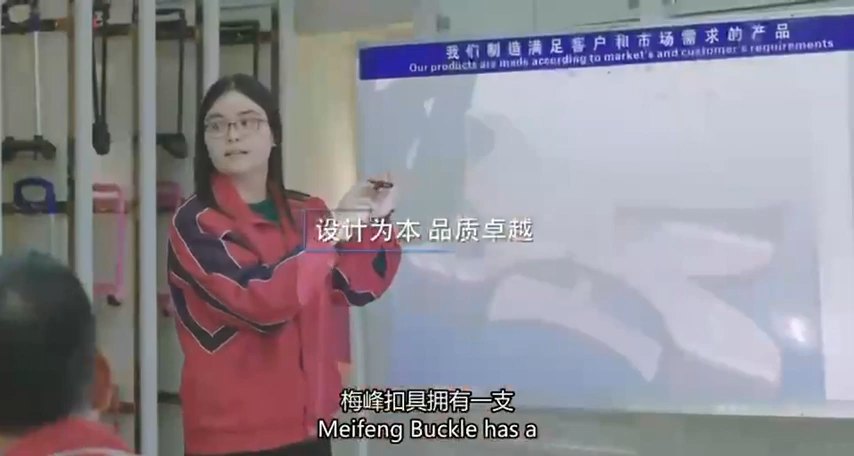 我们制造满足客户和市场需求的产品
Our products are made according to market's and customer's requirements
设计为本 品质卓越
梅峰扣具拥有一支
Meifeng Buckle has a